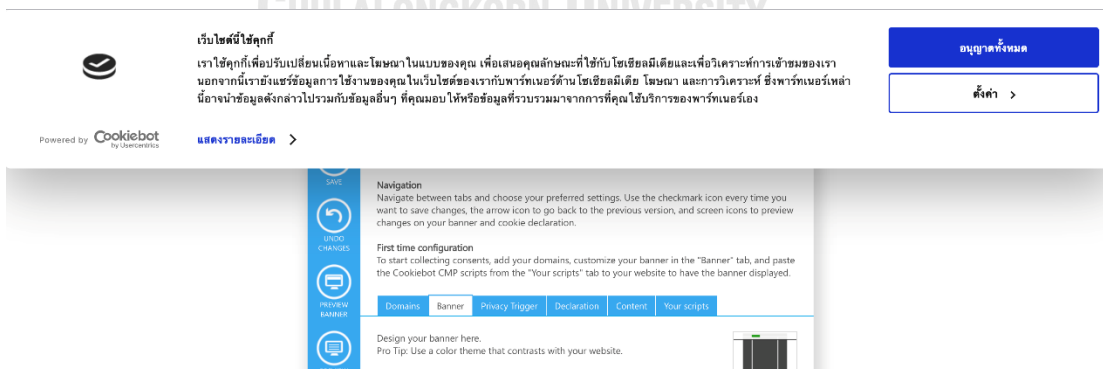 CHULALONGKORN UNIVERSITY
เว็บไซต์นี้ใช้คุกกี้
เราใช้คุกกี้เพื่อปรับเปลี่ยนเนื้อหาและโฆษณาในแบบของคุณ เพื่อเสนอคุณลักษณะที่ใช้กับโซเชียลมีเดียและเพื่อวิเคราะห์การเข้าชมของเรา
นอกจากนี้เรายังแชร์ข้อมูลการใช้งานของคุณในเว็บไซต์ของเรากับพาร์ทเนอร์ด้านโซเชียลมีเดีย โฆษณา และการวิเคราะห์ ซึ่งพาร์ทเนอร์เหล่า
นี้อาจนำข้อมูลดังกล่าวไปรวมกับข้อมูลอื่นๆ ที่คุณมอบให้หรือข้อมูลที่รวบรวมมาจากการที่คุณใช้บริการของพาร์ทเนอร์เอง
อนุญาตทั้งหมด
ตั้งค่า
Powered by Cookiebot
by Usercentrics
แสดงรายละเอียด
SAVE
UNDO
CHANGES
PREVIEW
BANNER
Navigation
Navigate between tabs and choose your preferred settings. Use the checkmark icon every time you
want to save changes, the arrow icon to go back to the previous version, and screen icons to preview
changes on your banner and cookie declaration.
First time configuration
To start collecting consents, add your domains, customize your banner in the "Banner" tab, and paste
the Cookiebot CMP scripts from the "Your scripts" tab to your website to have the banner displayed.
Domains Banner Privacy Trigger Declaration Content Your scripts
Design your banner here.
Pro Tip: Use a color theme that contrasts with your website.